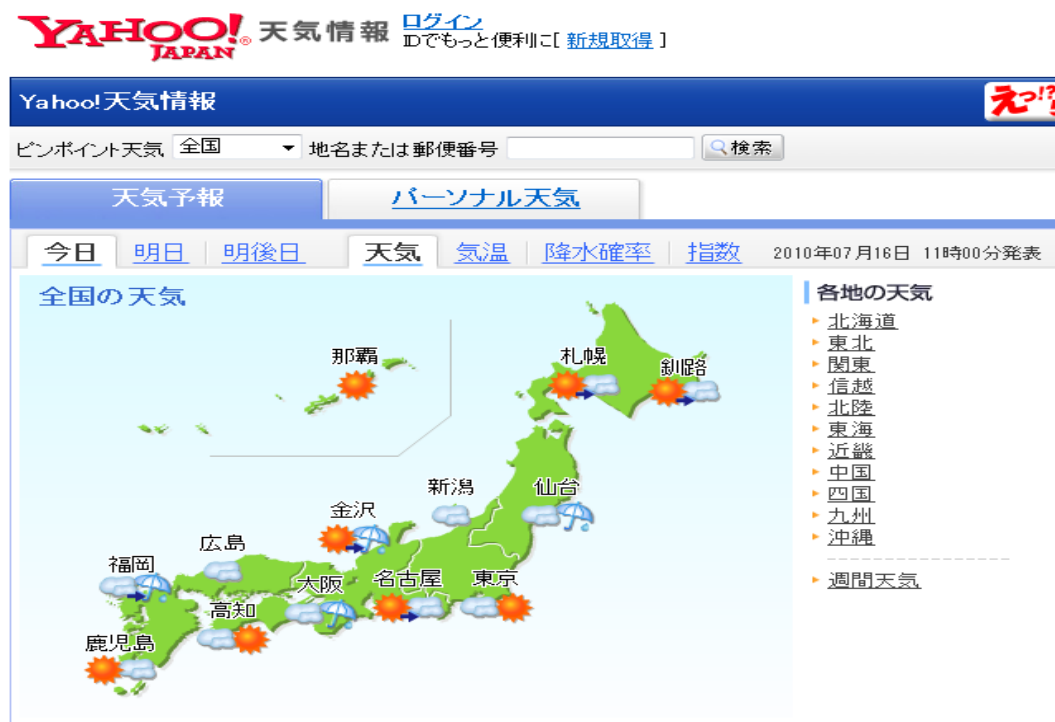 YAHOO! JAPAN 天気情報 ログイン
IDでもっと便利に[ 新規取得 ]
Yahoo!天気情報
えっ!?
ピンポイント天気 全国 地名または郵便番号 検索
天気予報 パーソナル天気
今日 明日 明後日 天気 気温 降水確率 指数 2010年07月16日 11時00分発表
全国の天気
那覇
札幌
釧路
新潟
仙台
金沢
広島
福岡
大阪
名古屋
東京
高知
鹿児島
各地の天気
北海道
東北
関東
信越
北陸
東海
近畿
中国
四国
九州
沖縄
週間天気